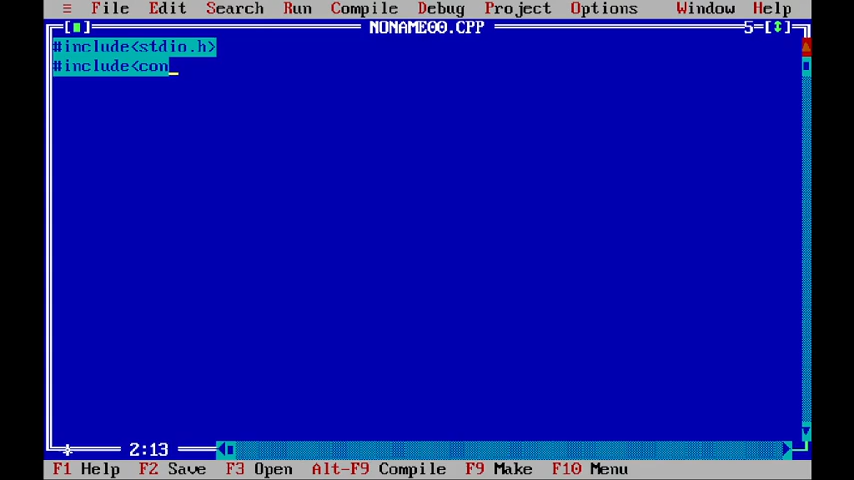 ≡ File Edit Search Run Compile Debug Project Options Window Help
[■] NONAME00.CPP 5=[↕]
#include<stdio.h>
#include<con_
2:13
F1 Help F2 Save F3 Open Alt-F9 Compile F9 Make F10 Menu